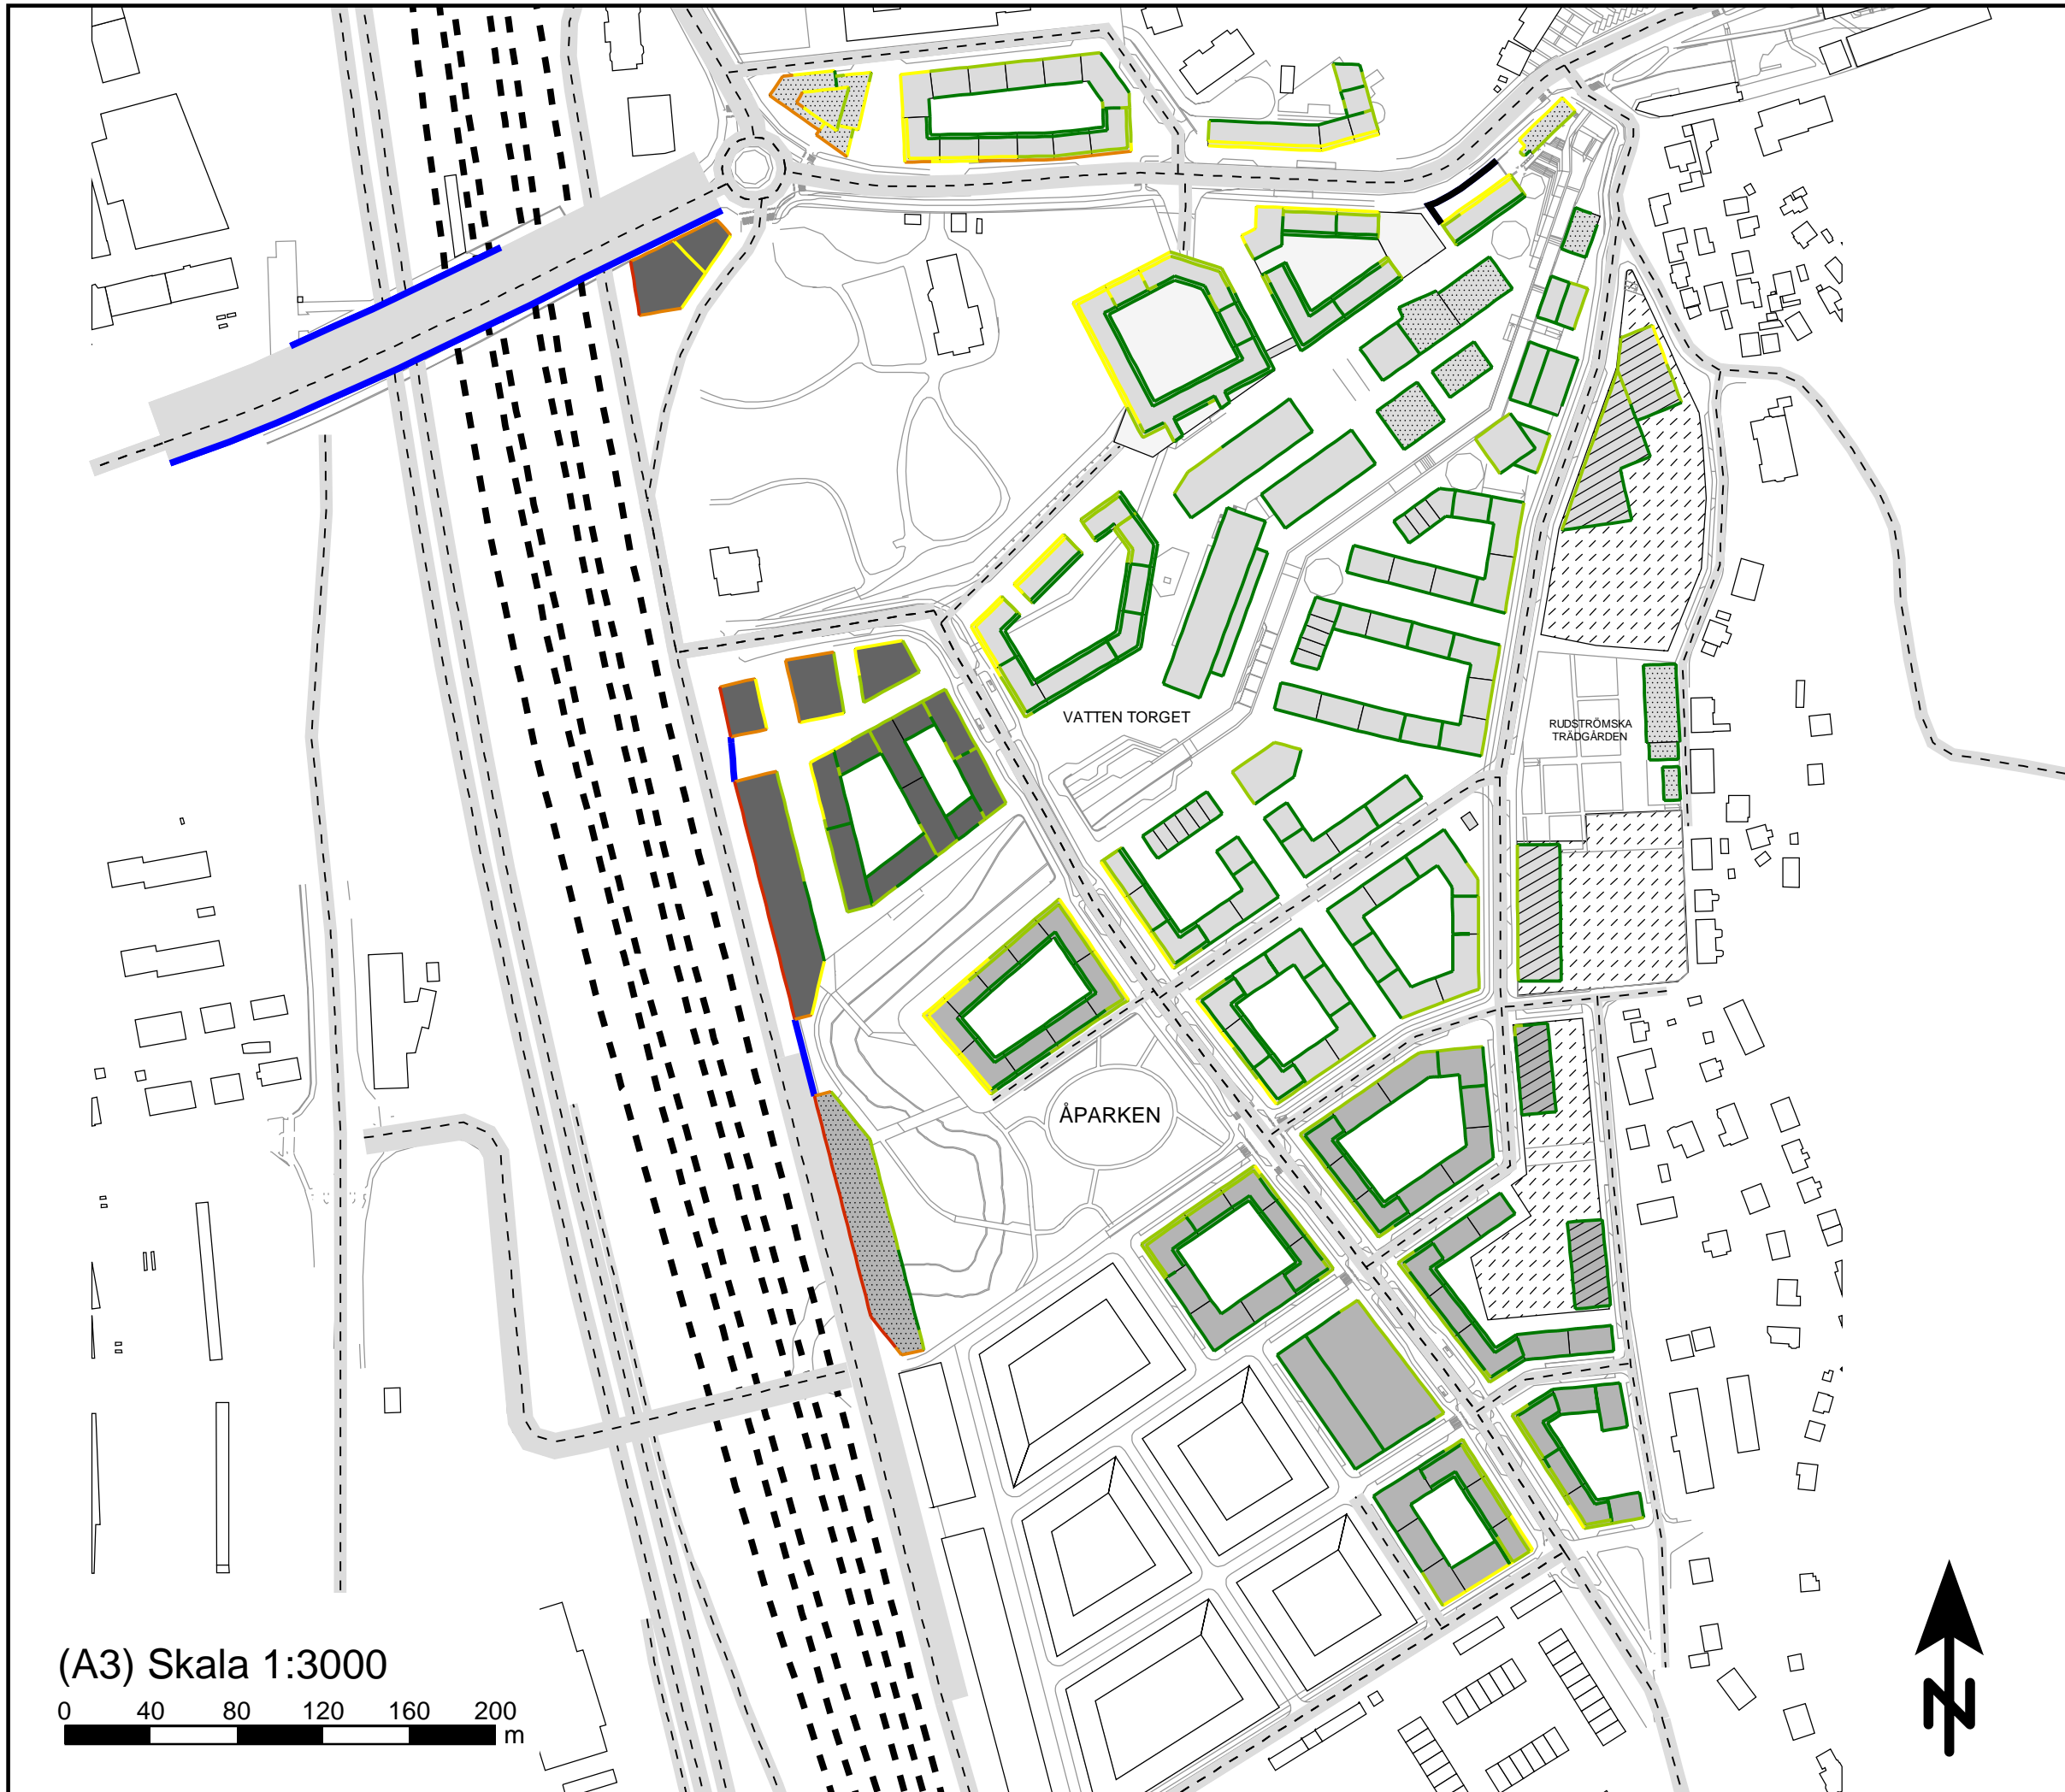 VATTEN TORGET
RUDSTRÖMSKA
TRÄDGÅRDEN
ÅPARKEN
(A3) Skala 1:3000
0 40 80 120 160 200
m
N